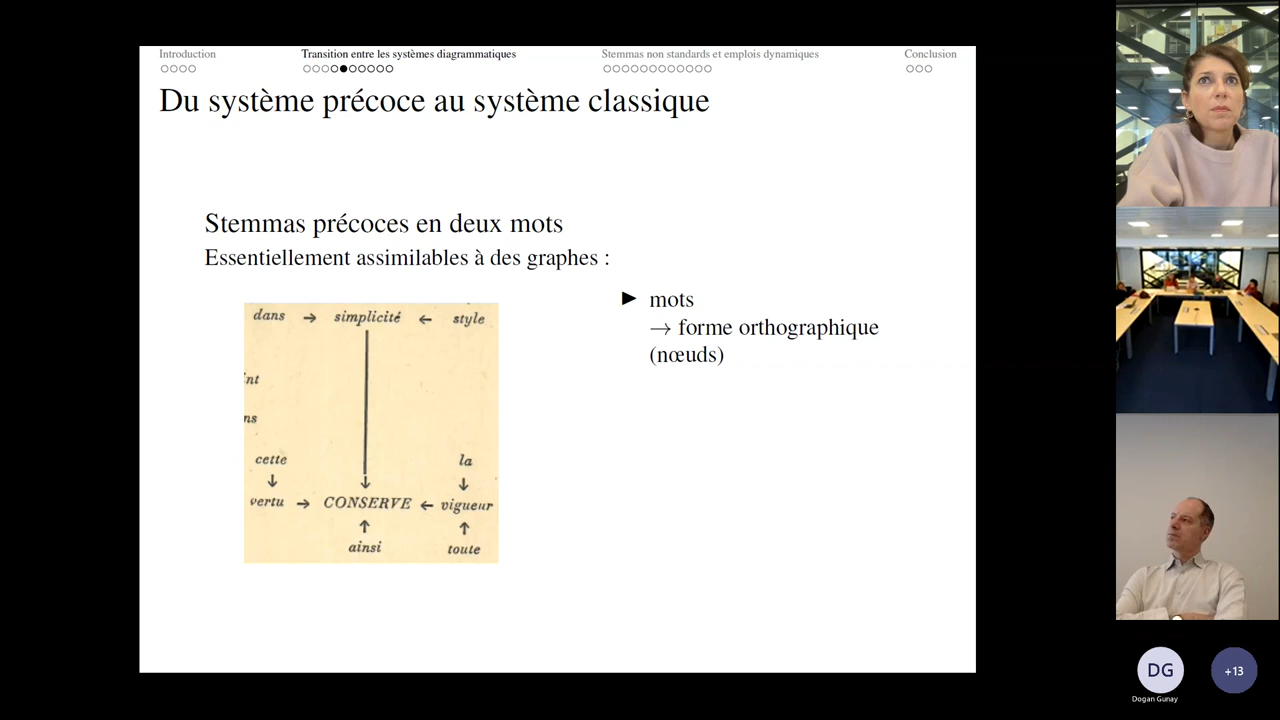 Introduction Transition entre les systèmes diagrammatiques Stemmas non standards et emplois dynamiques Conclusion
Du système précoce au système classique
Stemmas précoces en deux mots
Essentiellement assimilables à des graphes :
► mots
→ forme orthographique
(nœuds)
dans → simplicité ← style
nt
ns
cette la
↓ ↓ ↓
vertu → CONSERVE ← vigueur
↑ ↑
ainsi toute
DG
+13
Dogan Gunay